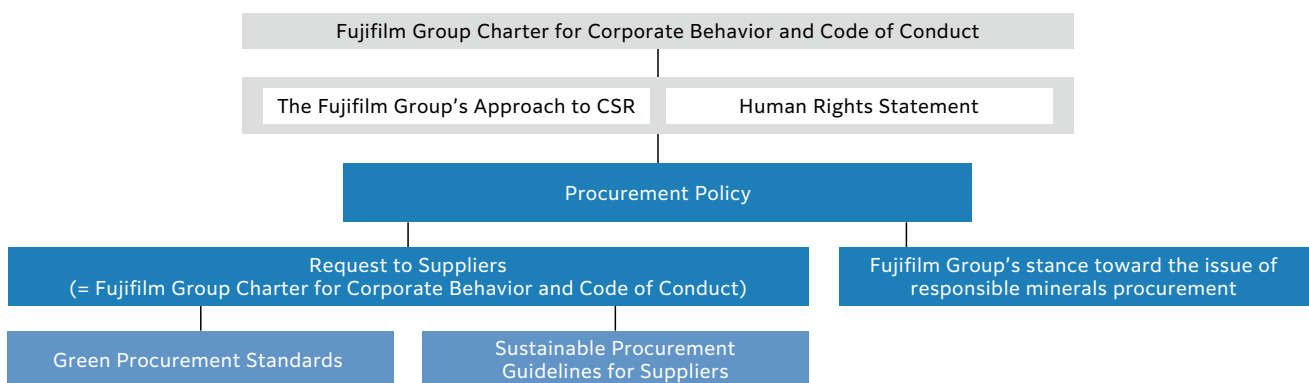 Fujifilm Group Charter for Corporate Behavior and Code of Conduct
The Fujifilm Group's Approach to CSR
Human Rights Statement
Procurement Policy
Request to Suppliers
(= Fujifilm Group Charter for Corporate Behavior and Code of Conduct)
Fujifilm Group's stance toward the issue of
responsible minerals procurement
Green Procurement Standards
Sustainable Procurement
Guidelines for Suppliers